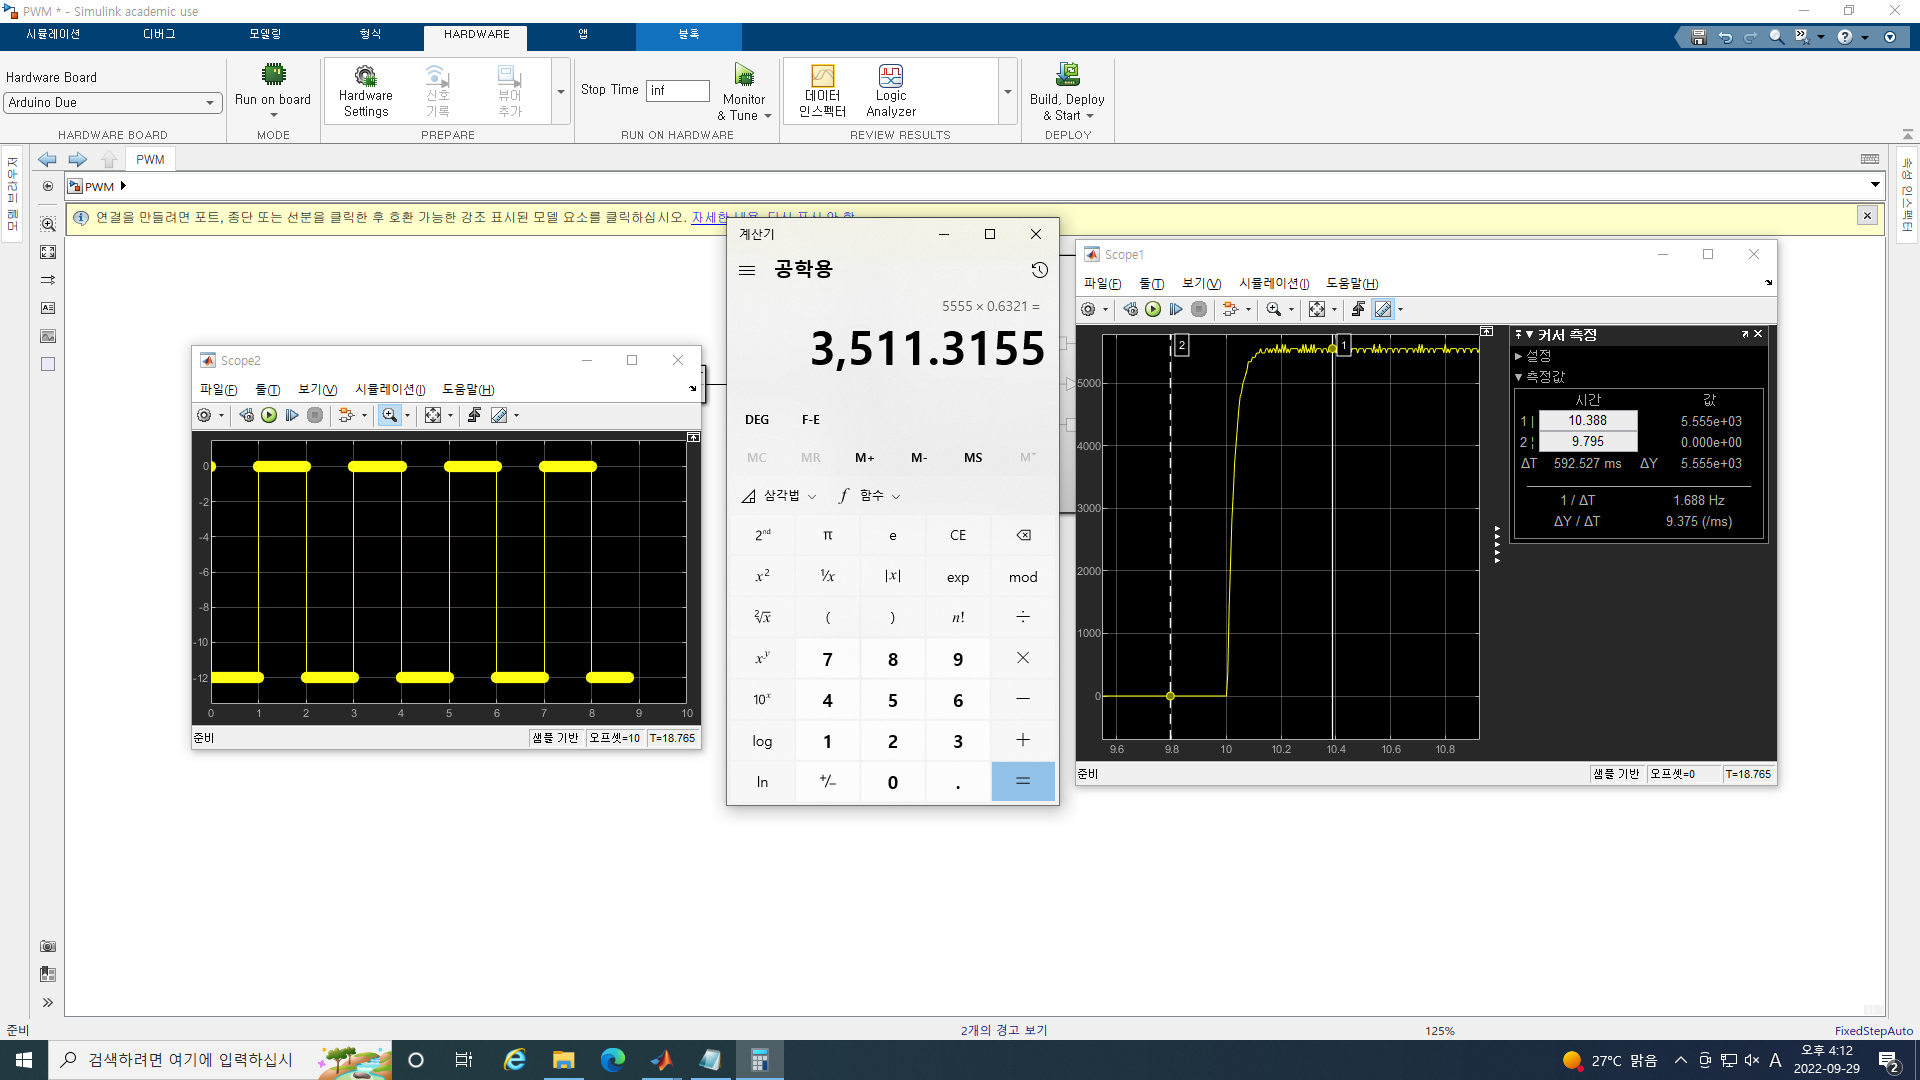 PWM * - Simulink academic use
시뮬레이션 디버그 모델링 형식 HARDWARE 앱 블록
Hardware Board
Arduino Due
HARDWARE BOARD
Run on board
MODE
Hardware Settings
신호 기록
뷰어 추가
PREPARE
Stop Time inf
Monitor & Tune
RUN ON HARDWARE
데이터 인스펙터
Logic Analyzer
REVIEW RESULTS
Build, Deploy & Start
DEPLOY
PWM
PWM
연결을 만들려면 포트, 종단 또는 선분을 클릭한 후 호환 가능한 강조 표시된 모델 요소를 클릭하십시오.
모델 브라우저
속성 인스펙터
Scope2
파일(F) 툴(T) 보기(V) 시뮬레이션(I) 도움말(H)
0
-2
-4
-6
-8
-10
-12
0 1 2 3 4 5 6 7 8 9 10
준비 샘플 기반 오프셋=10 T=18.765
계산기
공학용
5555 × 0.6321 =
3,511.3155
DEG F-E
MC MR M+ M- MS M˅
삼각법 f 함수
2nd π e CE
x² ¹/x |x| exp mod
²√x ( ) n! ÷
xʸ 7 8 9 ×
10ˣ 4 5 6 −
log 1 2 3 +
ln +/− 0 . =
Scope1
파일(F) 툴(T) 보기(V) 시뮬레이션(I) 도움말(H)
2 1
5000
4000
3000
2000
1000
0
9.6 9.8 10 10.2 10.4 10.6 10.8
커서 측정
설정
측정값
시간 값
1 | 10.388 5.555e+03
2 ¦ 9.795 0.000e+00
ΔT 592.527 ms ΔY 5.555e+03
1 / ΔT 1.688 Hz
ΔY / ΔT 9.375 (/ms)
준비 샘플 기반 오프셋=0 T=18.765
준비 2개의 경고 보기 125% FixedStepAuto
검색하려면 여기에 입력하십시
27°C 맑음 A 오후 4:12
2022-09-29
2